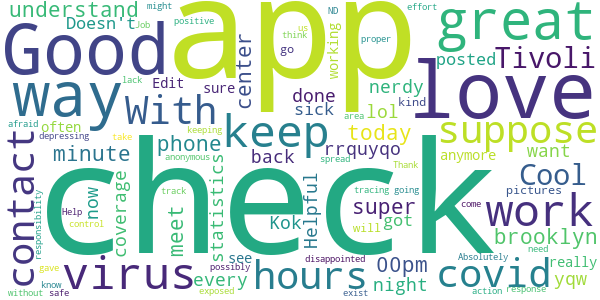 understand
might
positive
app
us
ND
effort
great
Doesn't
Job
think
proper
Good
go
working
posted
Tivoli
lack
Edit
sure
center
done
nerdy
love
way
With
sick
kind
afraid
area
lol
suppose
often
depressing
keep
today
contact
minute
phone
back
rrquyqo
anymore
want
take
keeping
anonymous
spread
Thank
Cool
check
now
coverage
meet
statistics
track
Helpful
Kok
super
tracing
going
pictures
work
responsibility
Help
control
will
got
come
brooklyn
see
disappointed
Absolutely
need
really
virus
every
possibly
hours
00pm
covid
yqw
gave
know
without
safe
exposed
exist
night
action
response